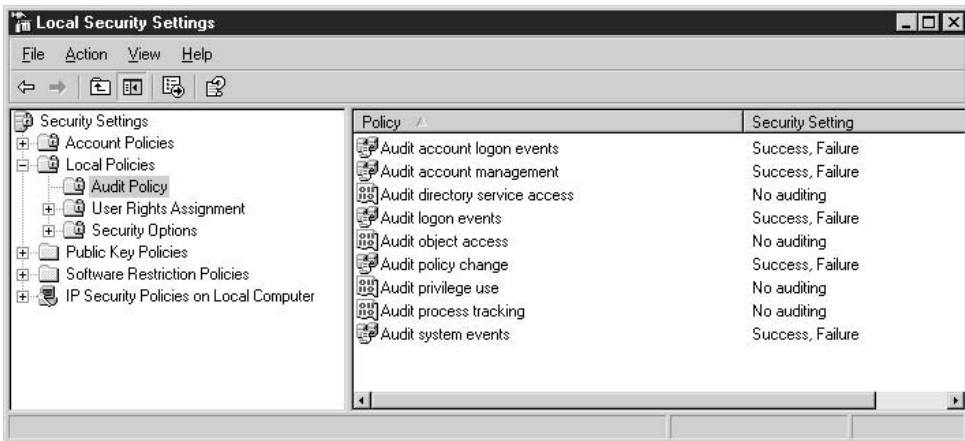 Local Security Settings
File Action View Help
Security Settings
Account Policies
Local Policies
Audit Policy
User Rights Assignment
Security Options
Public Key Policies
Software Restriction Policies
IP Security Policies on Local Computer
Policy Security Setting
Audit account logon events Success, Failure
Audit account management Success, Failure
Audit directory service access No auditing
Audit logon events Success, Failure
Audit object access No auditing
Audit policy change Success, Failure
Audit privilege use No auditing
Audit process tracking No auditing
Audit system events Success, Failure